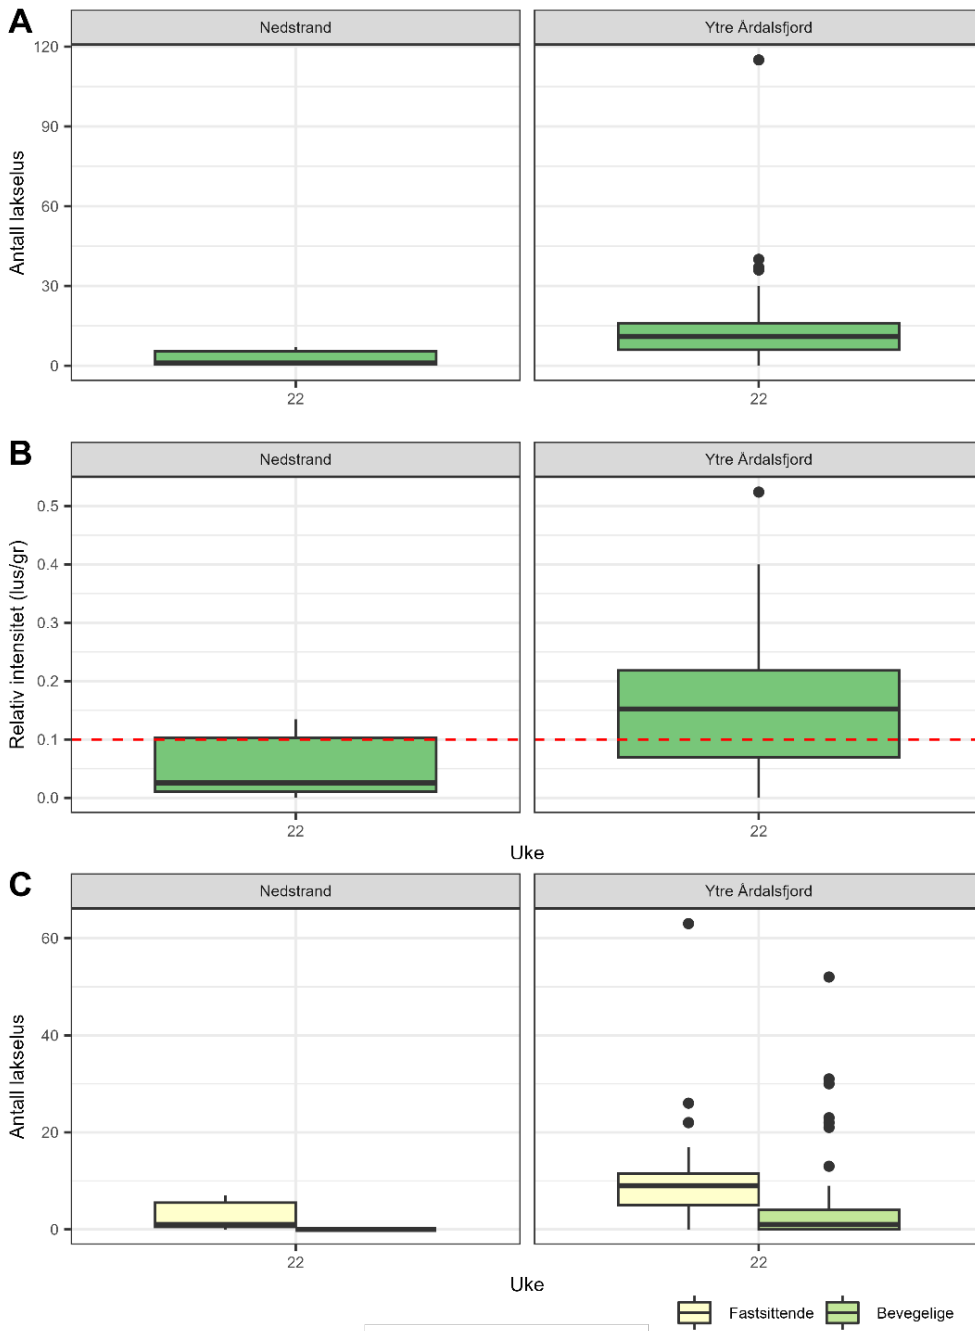 A
Nedstrand
Ytre Årdalsfjord
Antall lakselus
120
90
60
30
0
22
22
B
Nedstrand
Ytre Årdalsfjord
Relativ intensitet (lus/gr)
0.5
0.4
0.3
0.2
0.1
0.0
22
22
Uke
C
Nedstrand
Ytre Årdalsfjord
Antall lakselus
60
40
20
0
22
22
Uke
Fastsittende Bevegelige